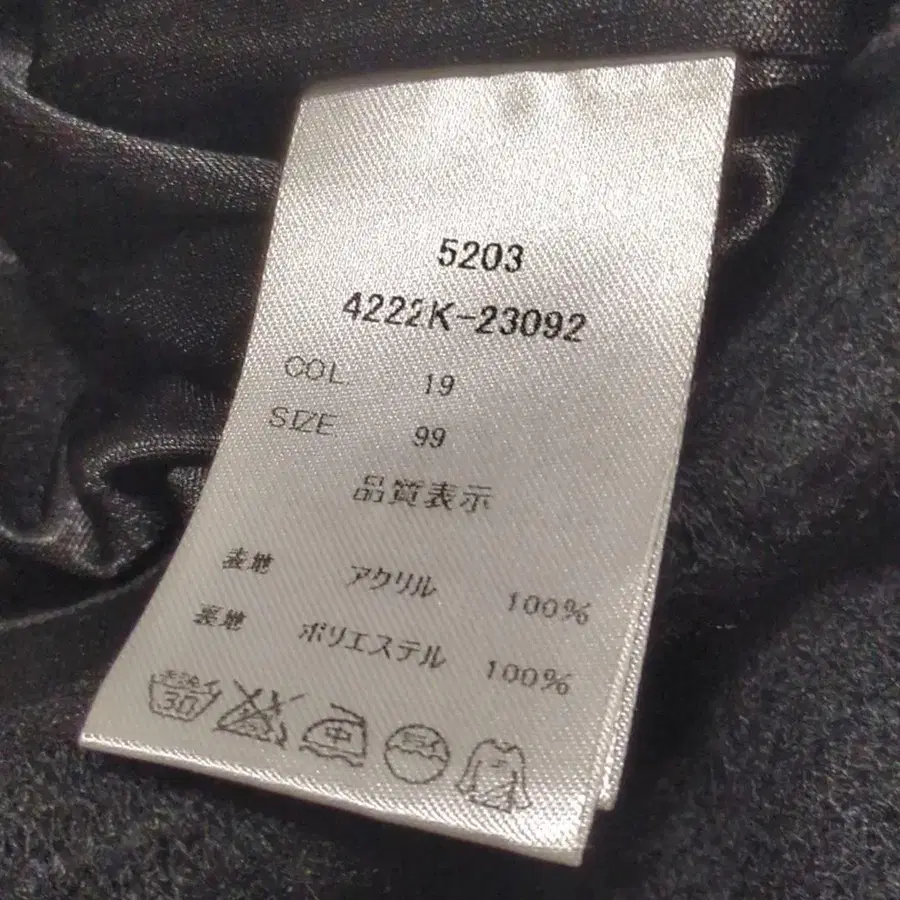 5203
4222K-23092
COL 19
SIZE 99
品質表示
表地 アクリル 100%
裏地 ポリエステル 100%
30 中